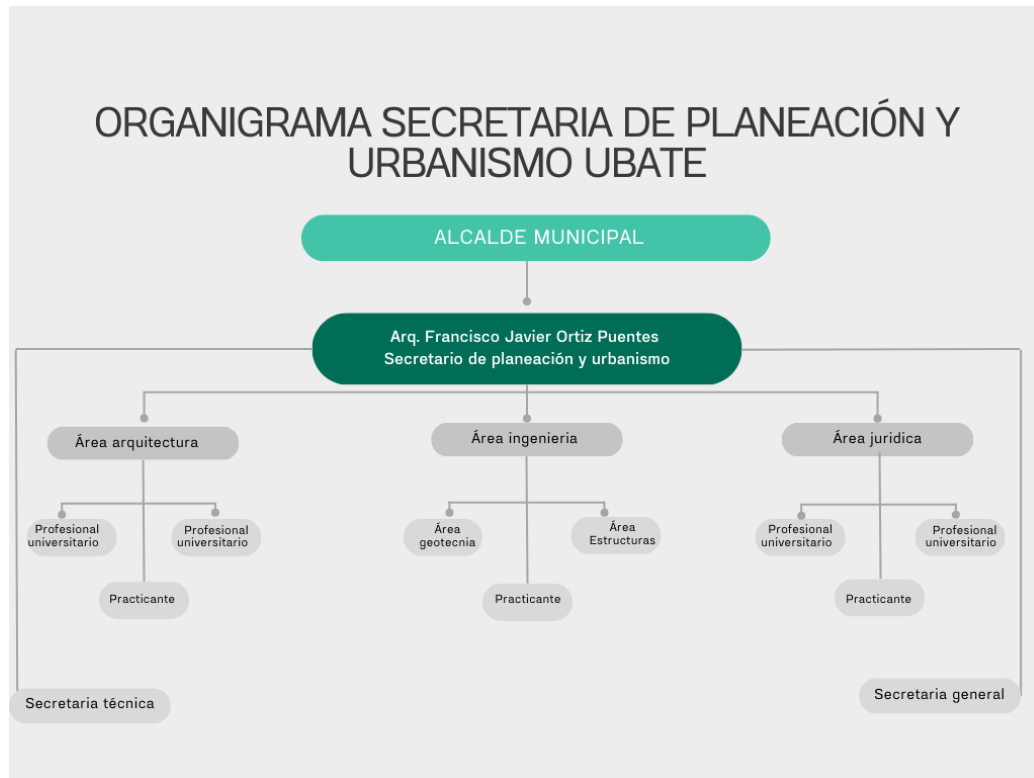 ORGANIGRAMA SECRETARIA DE PLANEACIÓN Y
URBANISMO UBATE
ALCALDE MUNICIPAL
Arq. Francisco Javier Ortiz Puentes
Secretario de planeación y urbanismo
Área arquitectura
Área ingenieria
Área juridica
Profesional
universitario
Profesional
universitario
Área
geotecnia
Área
Estructuras
Profesional
universitario
Profesional
universitario
Practicante
Practicante
Practicante
Secretaria técnica
Secretaria general